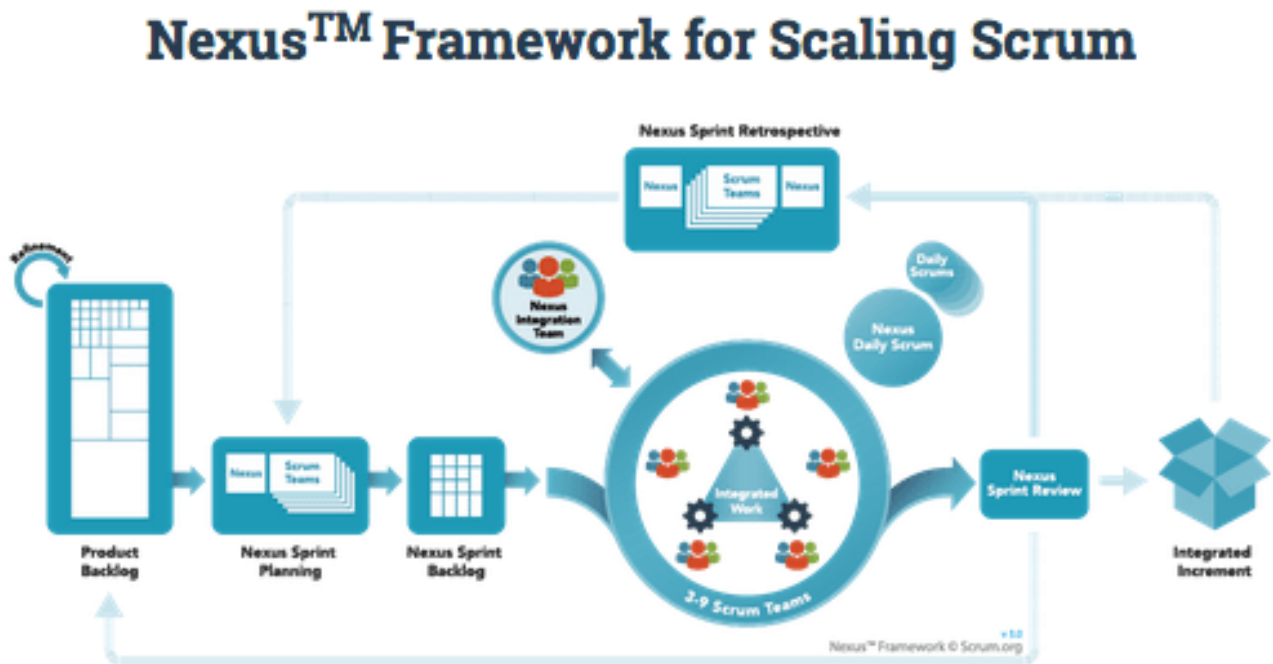 Nexus™ Framework for Scaling Scrum
Nexus Sprint Retrospective
Nexus
Scrum
Teams
Nexus
Refinement
Nexus
Integration
Team
Daily
Scrums
Nexus
Daily Scrum
Nexus
Scrum
Teams
Integrated
Work
Nexus
Sprint Review
Product
Backlog
Nexus Sprint
Planning
Nexus Sprint
Backlog
3-9 Scrum Teams
Integrated
Increment
Nexus™ Framework © Scrum.org